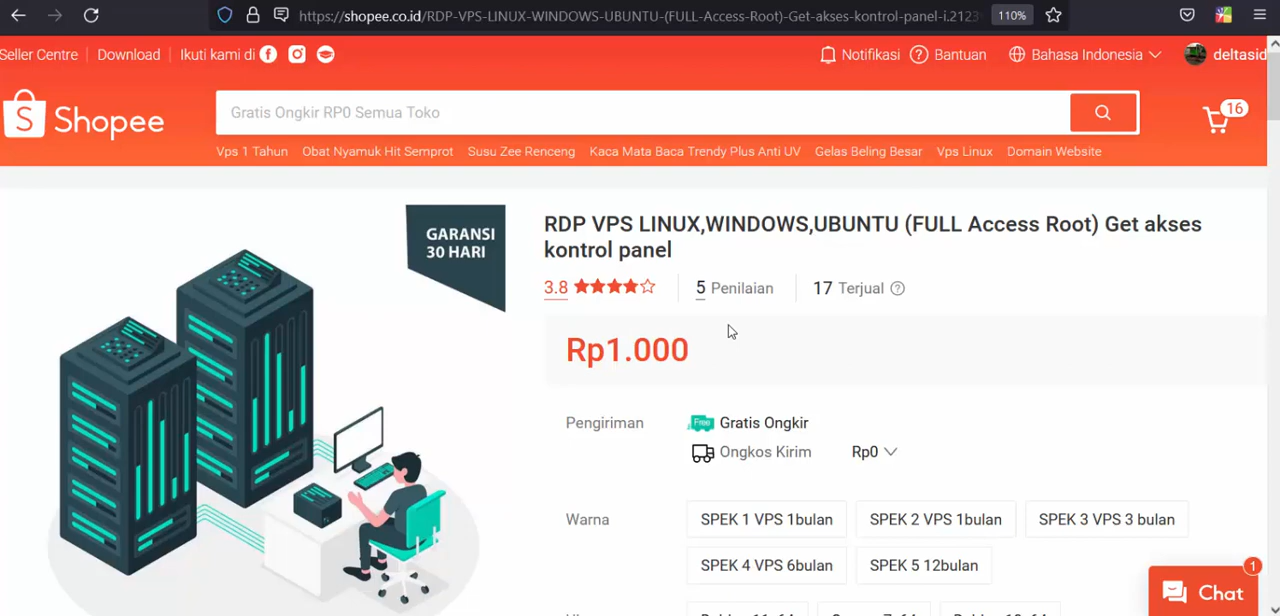 https://shopee.co.id/RDP-VPS-LINUX-WINDOWS-UBUNTU-(FULL-Access-Root)-Get-akses-kontrol-panel-i.2123
110%
Seller Centre
Download
Ikuti kami di
Notifikasi
Bantuan
Bahasa Indonesia
deltasid
Shopee
Gratis Ongkir RP0 Semua Toko
16
Vps 1 Tahun
Obat Nyamuk Hit Semprot
Susu Zee Renceng
Kaca Mata Baca Trendy Plus Anti UV
Gelas Beling Besar
Vps Linux
Domain Website
GARANSI
30 HARI
RDP VPS LINUX,WINDOWS,UBUNTU (FULL Access Root) Get akses
kontrol panel
3.8
5 Penilaian
17 Terjual
Rp1.000
Pengiriman
Free
Gratis Ongkir
Ongkos Kirim
Rp0
Warna
SPEK 1 VPS 1bulan
SPEK 2 VPS 1bulan
SPEK 3 VPS 3 bulan
SPEK 4 VPS 6bulan
SPEK 5 12bulan
Chat
1